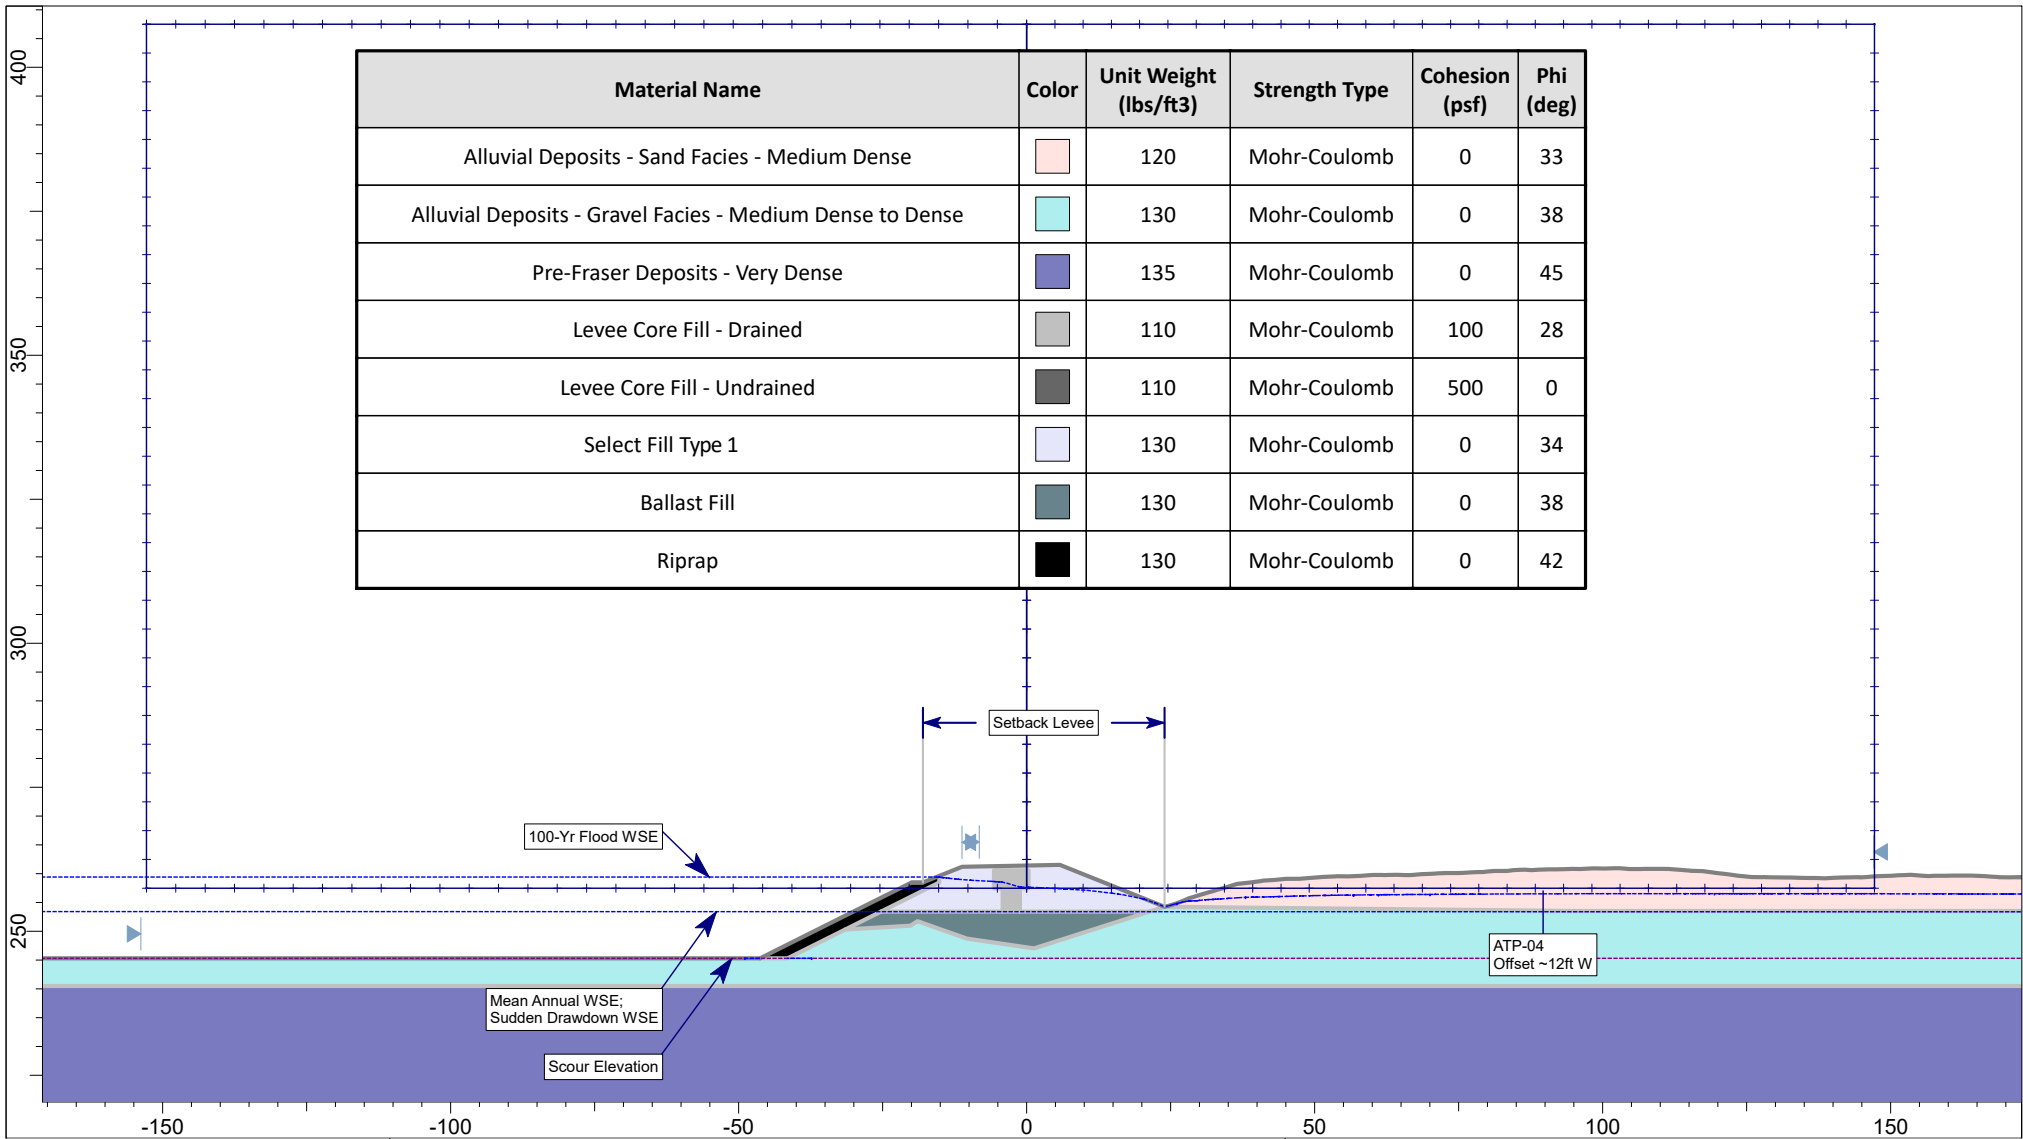 400
350
300
250
Material Name Color Unit Weight (lbs/ft3) Strength Type Cohesion (psf) Phi (deg)
Alluvial Deposits - Sand Facies - Medium Dense 120 Mohr-Coulomb 0 33
Alluvial Deposits - Gravel Facies - Medium Dense to Dense 130 Mohr-Coulomb 0 38
Pre-Fraser Deposits - Very Dense 135 Mohr-Coulomb 0 45
Levee Core Fill - Drained 110 Mohr-Coulomb 100 28
Levee Core Fill - Undrained 110 Mohr-Coulomb 500 0
Select Fill Type 1 130 Mohr-Coulomb 0 34
Ballast Fill 130 Mohr-Coulomb 0 38
Riprap 130 Mohr-Coulomb 0 42
Setback Levee
100-Yr Flood WSE
Mean Annual WSE;
Sudden Drawdown WSE
Scour Elevation
ATP-04
Offset ~12ft W
-150 -100 -50 0 50 100 150